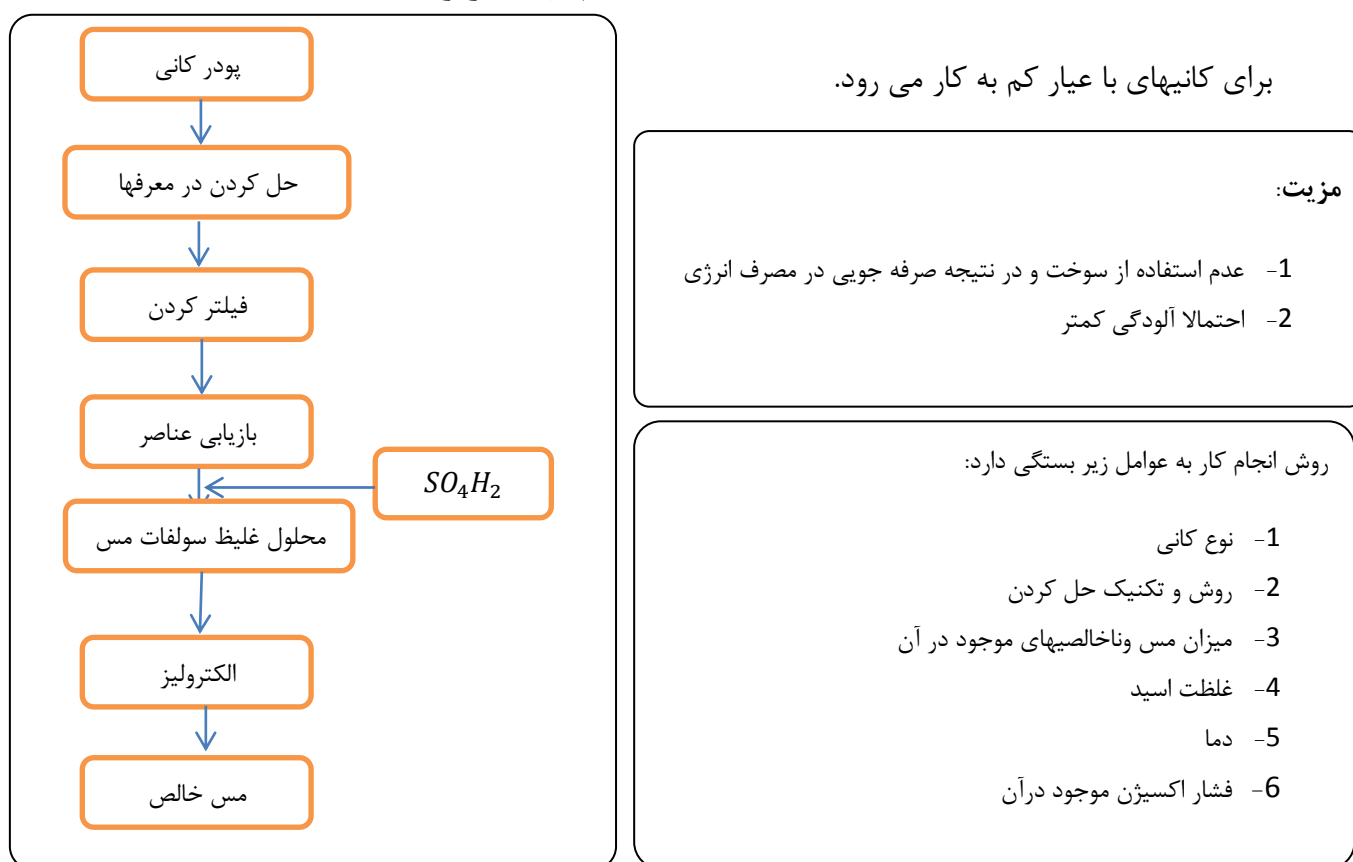 برای کانیهای با عیار کم به کار می رود.
مزیت:
1- عدم استفاده از سوخت و در نتیجه صرفه جویی در مصرف انرژی
2- احتمالا آلودگی کمتر
روش انجام کار به عوامل زیر بستگی دارد:
1- نوع کانی
2- روش و تکنیک حل کردن
3- میزان مس وناخالصیهای موجود در آن
4- غلظت اسید
5- دما
6- فشار اکسیژن موجود درآن
پودر کانی
حل کردن در معرفها
فیلتر کردن
بازیابی عناصر
SO₄H₂
محلول غلیظ سولفات مس
الکترولیز
مس خالص